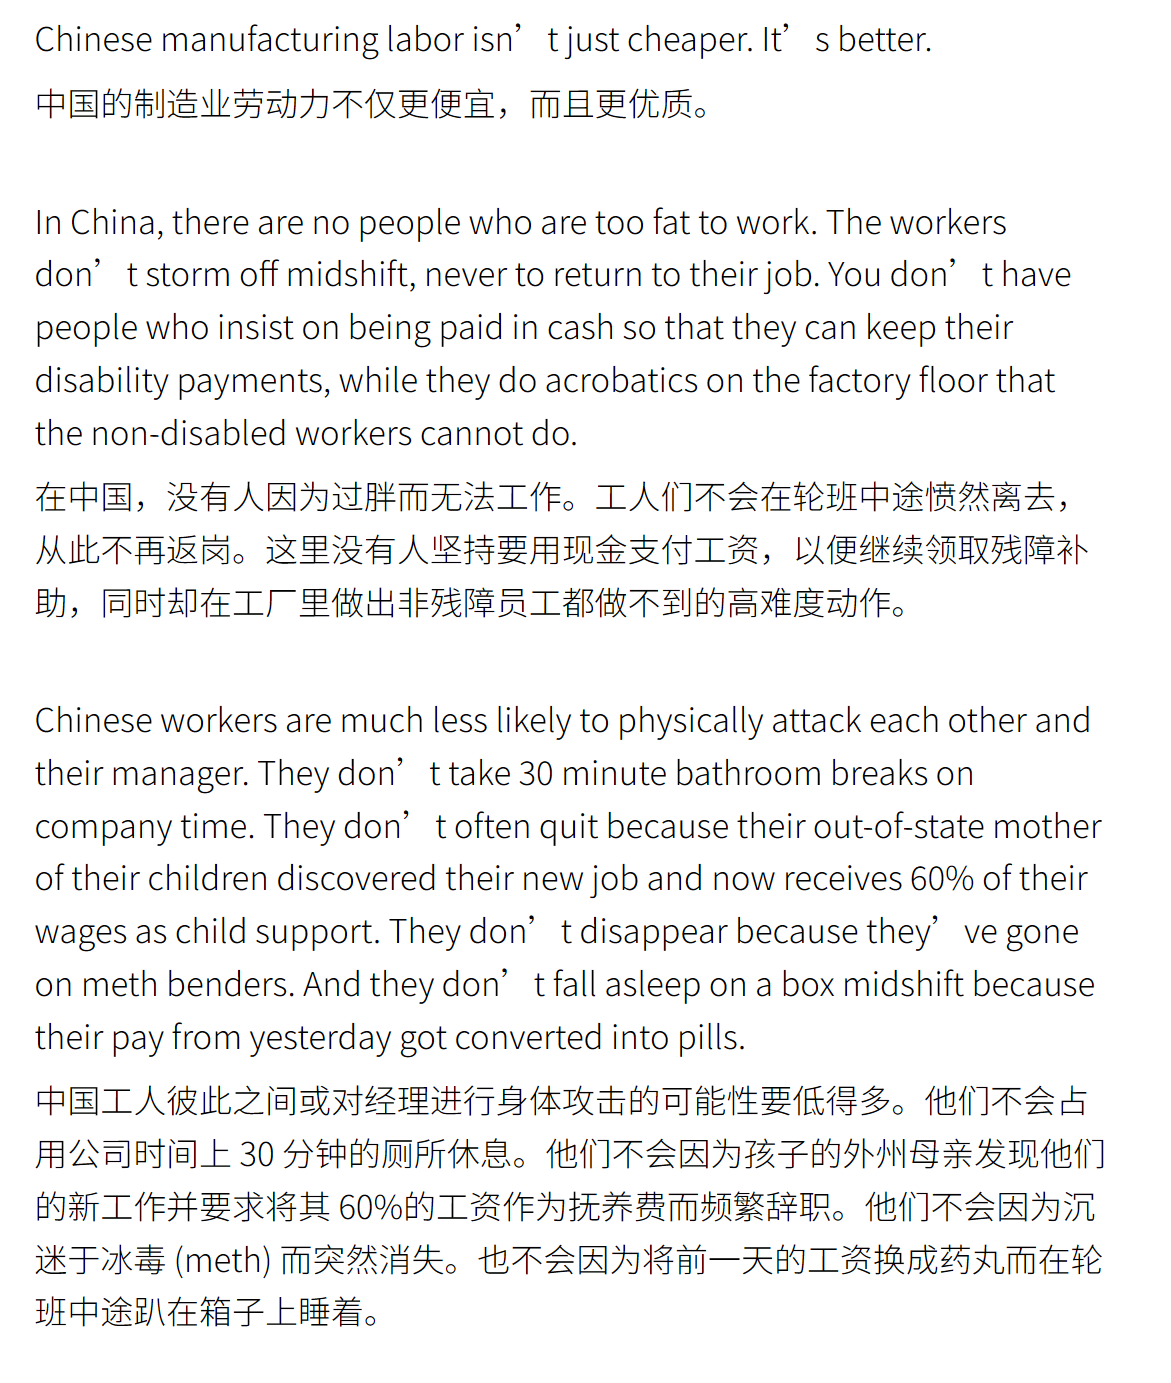 Chinese manufacturing labor isn’t just cheaper. It’s better.
中国的制造业劳动力不仅更便宜，而且更优质。
In China, there are no people who are too fat to work. The workers
don’t storm off midshift, never to return to their job. You don’t have
people who insist on being paid in cash so that they can keep their
disability payments, while they do acrobatics on the factory floor that
the non-disabled workers cannot do.
在中国，没有人因为过胖而无法工作。工人们不会在轮班中途愤然离去，
从此不再返岗。这里没有人坚持要用现金支付工资，以便继续领取残障补
助，同时却在工厂里做出非残障员工都做不到的高难度动作。
Chinese workers are much less likely to physically attack each other and
their manager. They don’t take 30 minute bathroom breaks on
company time. They don’t often quit because their out-of-state mother
of their children discovered their new job and now receives 60% of their
wages as child support. They don’t disappear because they’ve gone
on meth benders. And they don’t fall asleep on a box midshift because
their pay from yesterday got converted into pills.
中国工人彼此之间或对经理进行身体攻击的可能性要低得多。他们不会占
用公司时间上 30 分钟的厕所休息。他们不会因为孩子的外州母亲发现他们
的新工作并要求将其 60%的工资作为抚养费而频繁辞职。他们不会因为沉
迷于冰毒 (meth) 而突然消失。也不会因为将前一天的工资换成药丸而在轮
班中途趴在箱子上睡着。